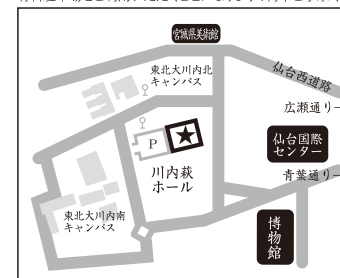 宮城県美術館
東北大川内北
キャンパス
仙台西道路
広瀬通り
P
仙台国際
センター
川内萩
ホール
青葉通り
東北大川内南
キャンパス
博物館